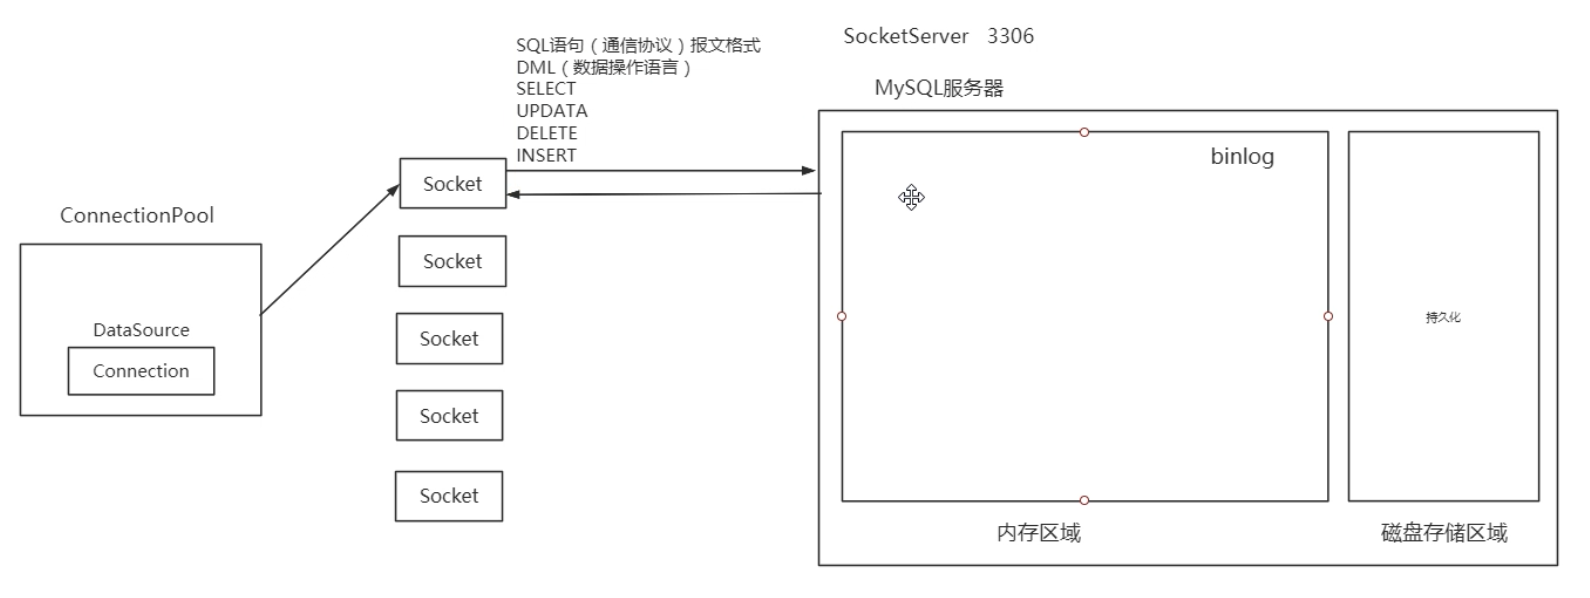 SocketServer 3306
SQL语句（通信协议）报文格式
DML（数据操作语言）
SELECT
UPDATA
DELETE
INSERT
MySQL服务器
binlog
Socket
ConnectionPool
Socket
DataSource
Connection
Socket
持久化
Socket
Socket
内存区域
磁盘存储区域